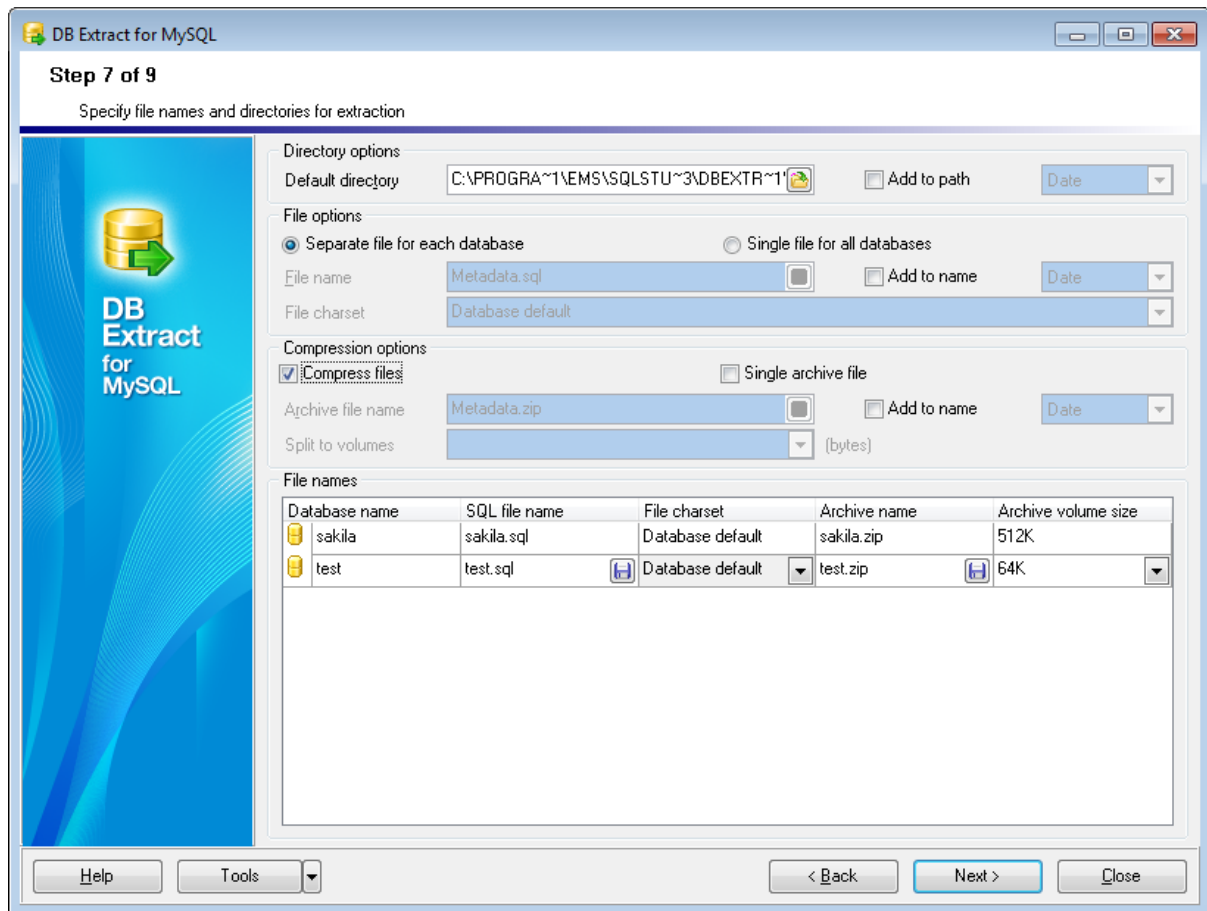 DB Extract for MySQL
Step 7 of 9
Specify file names and directories for extraction
DB
Extract
for
MySQL
Directory options
Default directory C:\PROGRA~1\EMS\SQLSTU~3\DBEXTR~1' Add to path Date
File options
Separate file for each database Single file for all databases
File name Metadata.sql Add to name Date
File charset Database default
Compression options
Compress files Single archive file
Archive file name Metadata.zip Add to name Date
Split to volumes (bytes)
File names
Database name SQL file name File charset Archive name Archive volume size
sakila sakila.sql Database default sakila.zip 512K
test test.sql Database default test.zip 64K
Help Tools < Back Next > Close